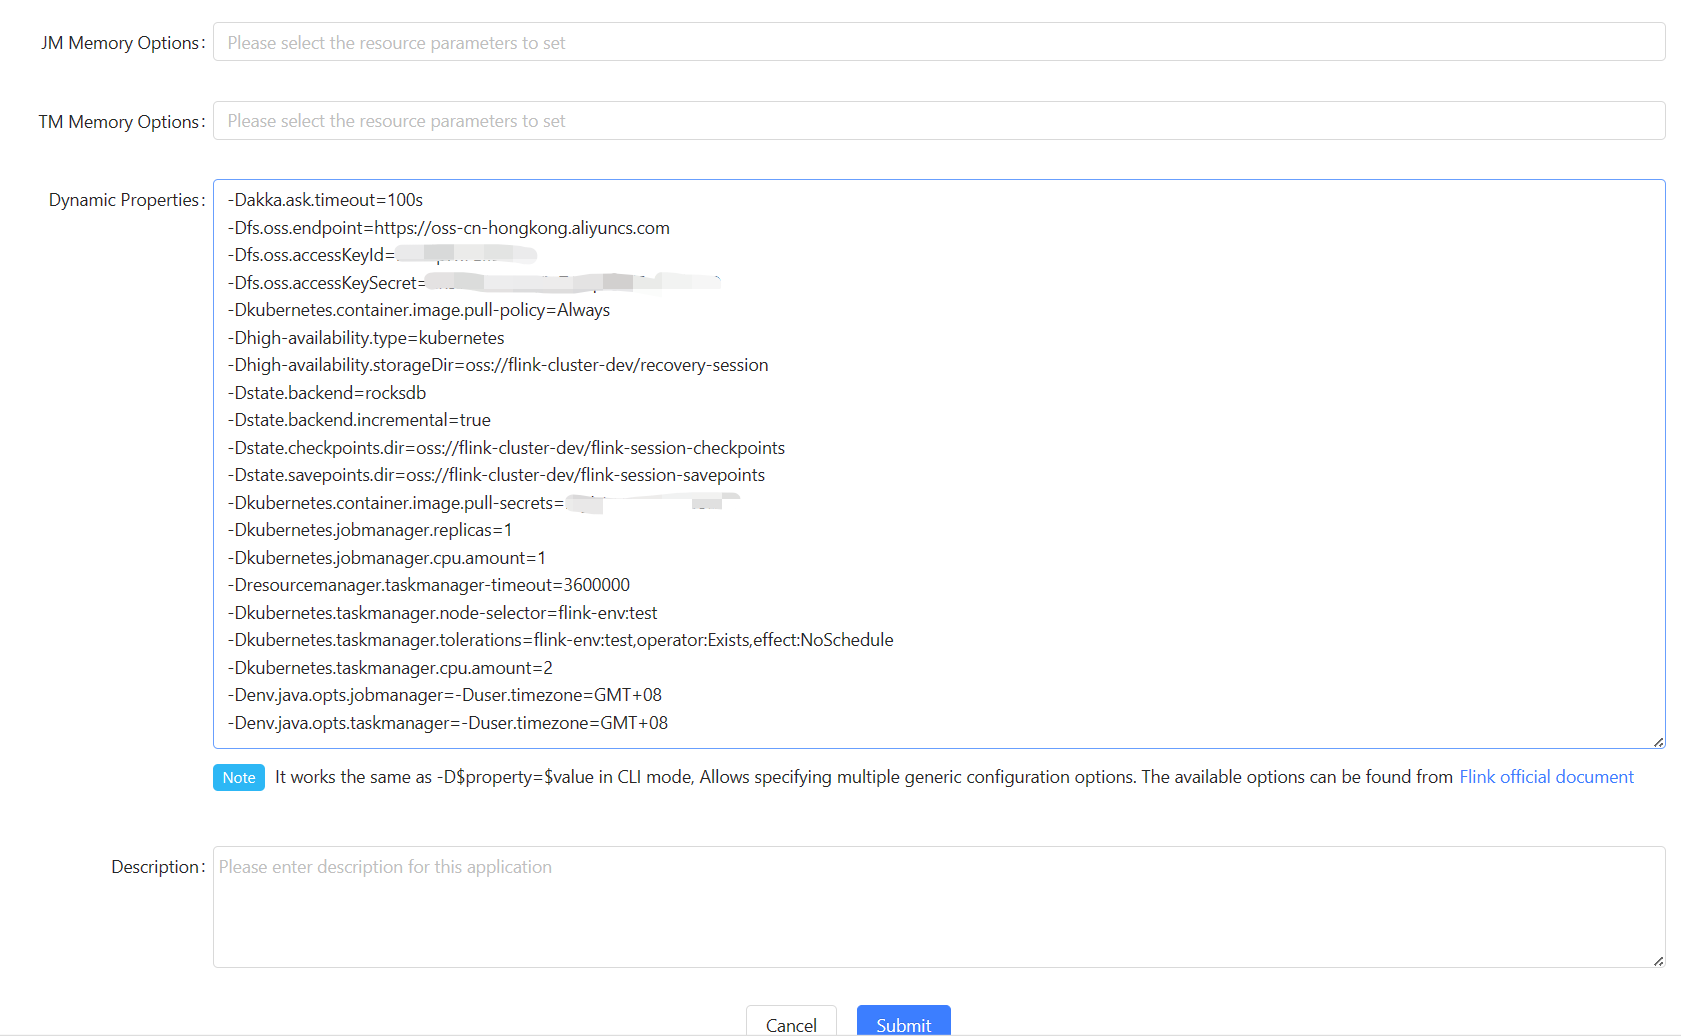 JM Memory Options: Please select the resource parameters to set
TM Memory Options: Please select the resource parameters to set
Dynamic Properties: -Dakka.ask.timeout=100s
-Dfs.oss.endpoint=https://oss-cn-hongkong.aliyuncs.com
-Dfs.oss.accessKeyId=
-Dfs.oss.accessKeySecret=
-Dkubernetes.container.image.pull-policy=Always
-Dhigh-availability.type=kubernetes
-Dhigh-availability.storageDir=oss://flink-cluster-dev/recovery-session
-Dstate.backend=rocksdb
-Dstate.backend.incremental=true
-Dstate.checkpoints.dir=oss://flink-cluster-dev/flink-session-checkpoints
-Dstate.savepoints.dir=oss://flink-cluster-dev/flink-session-savepoints
-Dkubernetes.container.image.pull-secrets=
-Dkubernetes.jobmanager.replicas=1
-Dkubernetes.jobmanager.cpu.amount=1
-Dresourcemanager.taskmanager-timeout=3600000
-Dkubernetes.taskmanager.node-selector=flink-env:test
-Dkubernetes.taskmanager.tolerations=flink-env:test,operator:Exists,effect:NoSchedule
-Dkubernetes.taskmanager.cpu.amount=2
-Denv.java.opts.jobmanager=-Duser.timezone=GMT+08
-Denv.java.opts.taskmanager=-Duser.timezone=GMT+08
Note It works the same as -D$property=$value in CLI mode, Allows specifying multiple generic configuration options. The available options can be found from Flink official document
Description: Please enter description for this application
Cancel Submit